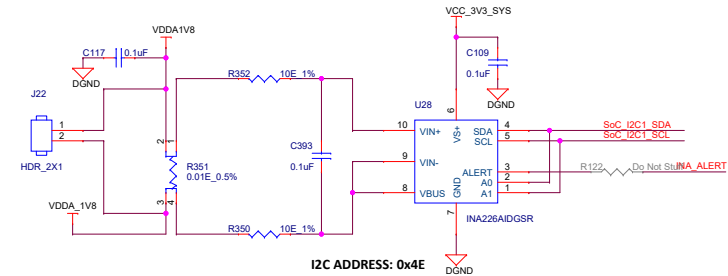 VCC_3V3_SYS
VDDA1V8
C117 0.1uF
DGND
C109
0.1uF
DGND
J22
1
2
HDR_2X1
R352 10E_1%
U28
2 1
R351
0.01E_0.5%
3 4
C393
0.1uF
10 VIN+
9 VIN-
8 VBUS
6
VS+
GND
7
SDA 4 SoC_I2C1_SDA
SCL 5 SoC_I2C1_SCL
ALERT 3 R122 Do Not Stuff INA_ALERT
A0 2
A1 1
VDDA_1V8
R350 10E_1%
INA226AIDGSR
I2C ADDRESS: 0x4E
DGND